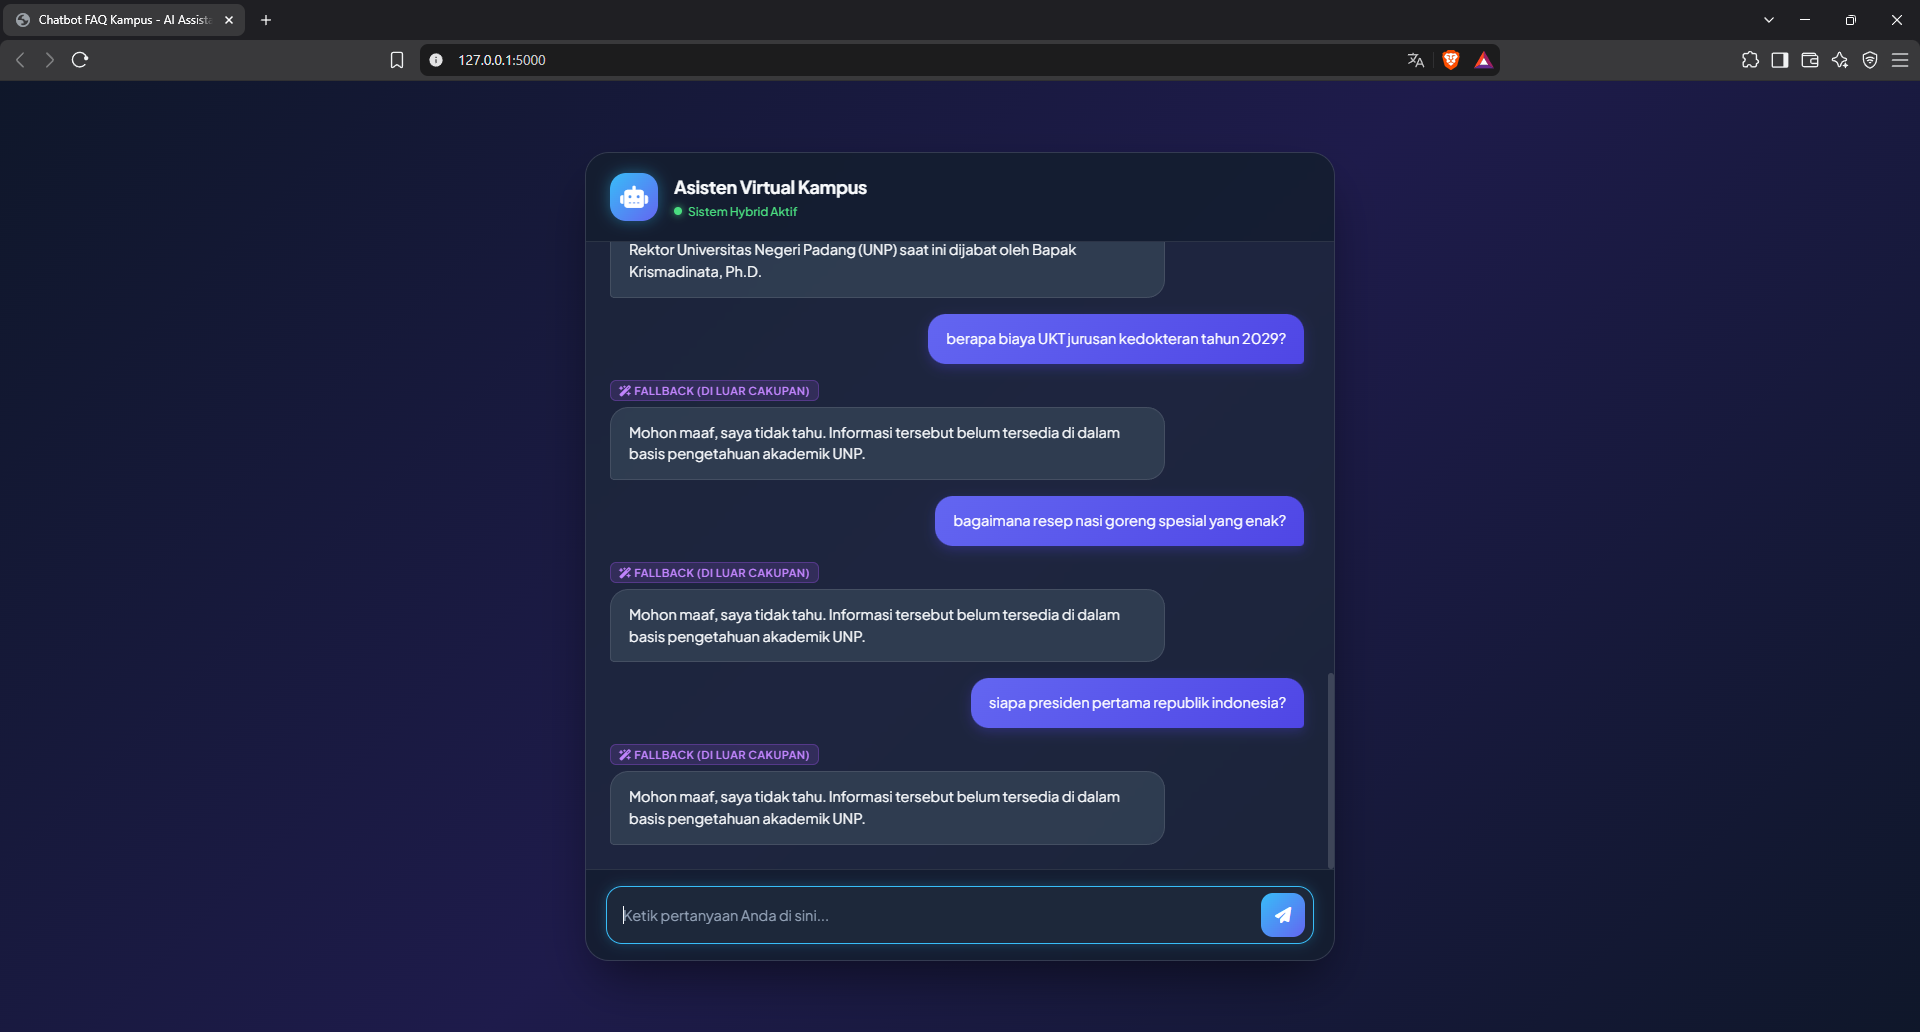 Chatbot FAQ Kampus - AI Assista
127.0.0.1:5000
Asisten Virtual Kampus
Sistem Hybrid Aktif
Rektor Universitas Negeri Padang (UNP) saat ini dijabat oleh Bapak
Krismadinata, Ph.D.
berapa biaya UKT jurusan kedokteran tahun 2029?
FALLBACK (DI LUAR CAKUPAN)
Mohon maaf, saya tidak tahu. Informasi tersebut belum tersedia di dalam
basis pengetahuan akademik UNP.
bagaimana resep nasi goreng spesial yang enak?
FALLBACK (DI LUAR CAKUPAN)
Mohon maaf, saya tidak tahu. Informasi tersebut belum tersedia di dalam
basis pengetahuan akademik UNP.
siapa presiden pertama republik indonesia?
FALLBACK (DI LUAR CAKUPAN)
Mohon maaf, saya tidak tahu. Informasi tersebut belum tersedia di dalam
basis pengetahuan akademik UNP.
Ketik pertanyaan Anda di sini...